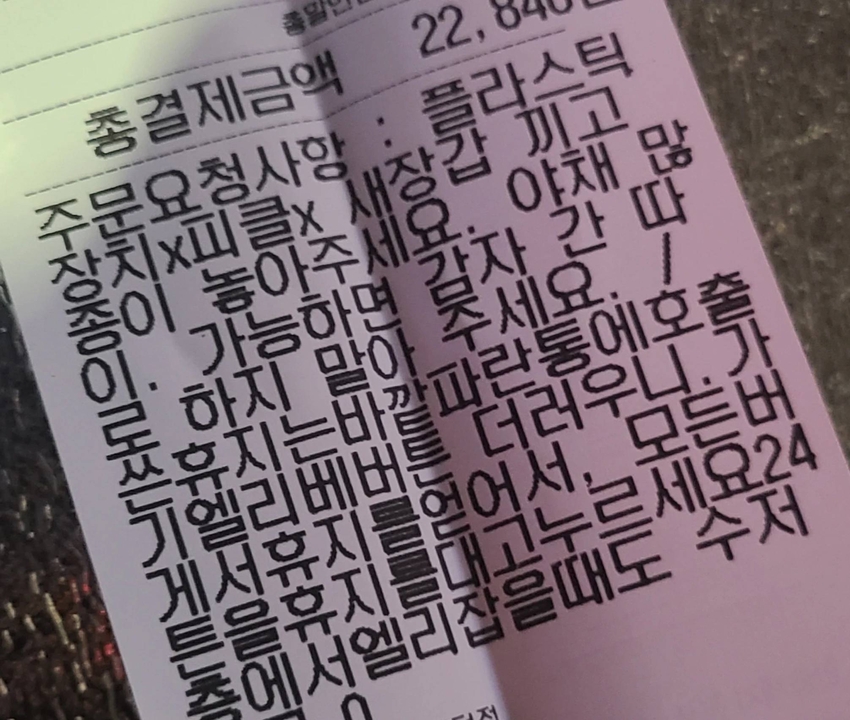 총결제금액
주문요청사항 : 플라스틱
장치x피클x 새장갑 끼고
종이 놓아주세요. 야채 많
이. 가능하면 감자 간 따
로 하지 말아 주세요. /
쓴휴지는바깥파란통에호출
기엘리베버튼 더러우니.가
게서휴지를얻어서, 모든버
튼을휴지를대고누르세요24
층에서엘리잡을때도 수저